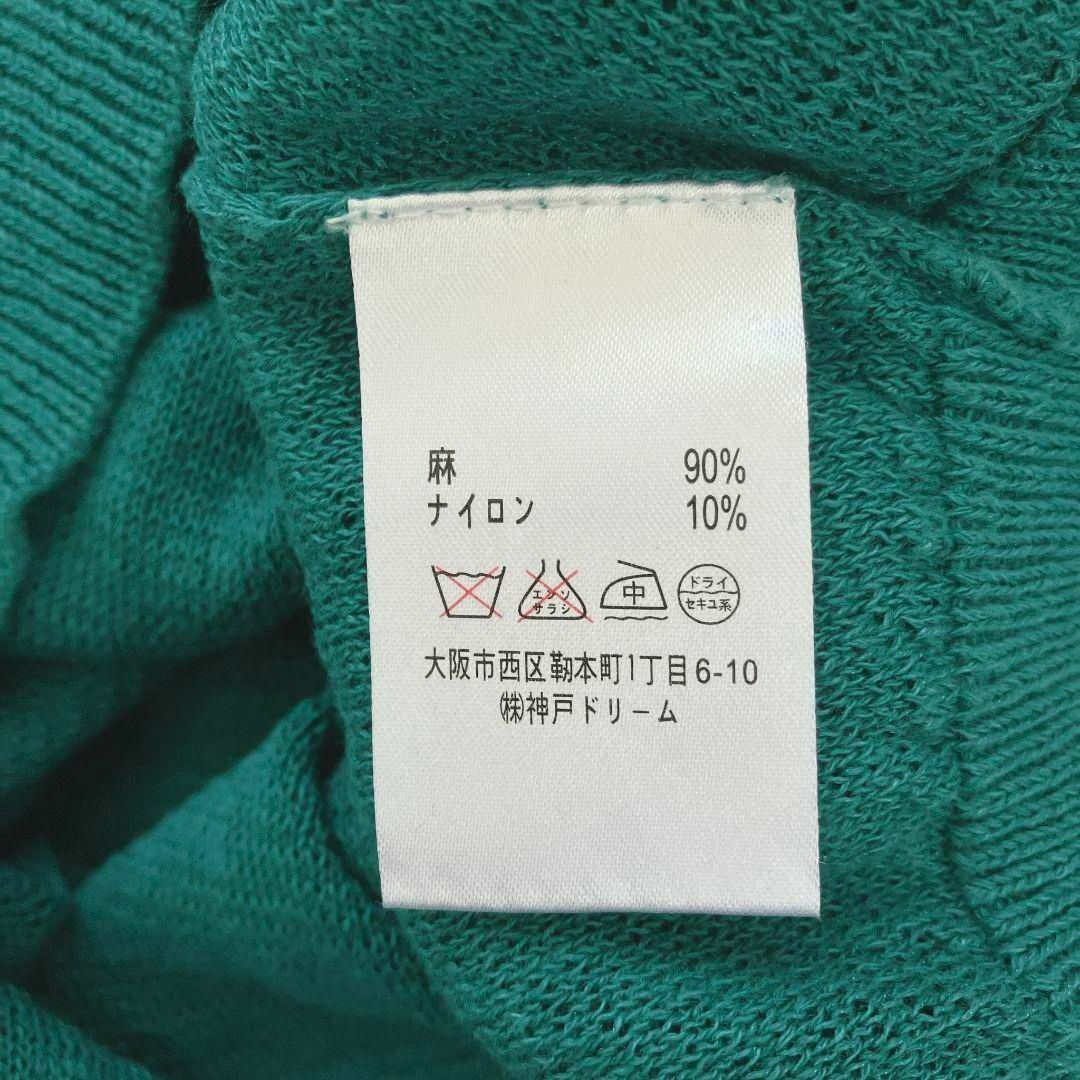 麻 90%
ナイロン 10%
エンソ
サラシ
中
ドライ
セキユ系
大阪市西区靭本町1丁目6-10
㈱神戸ドリーム